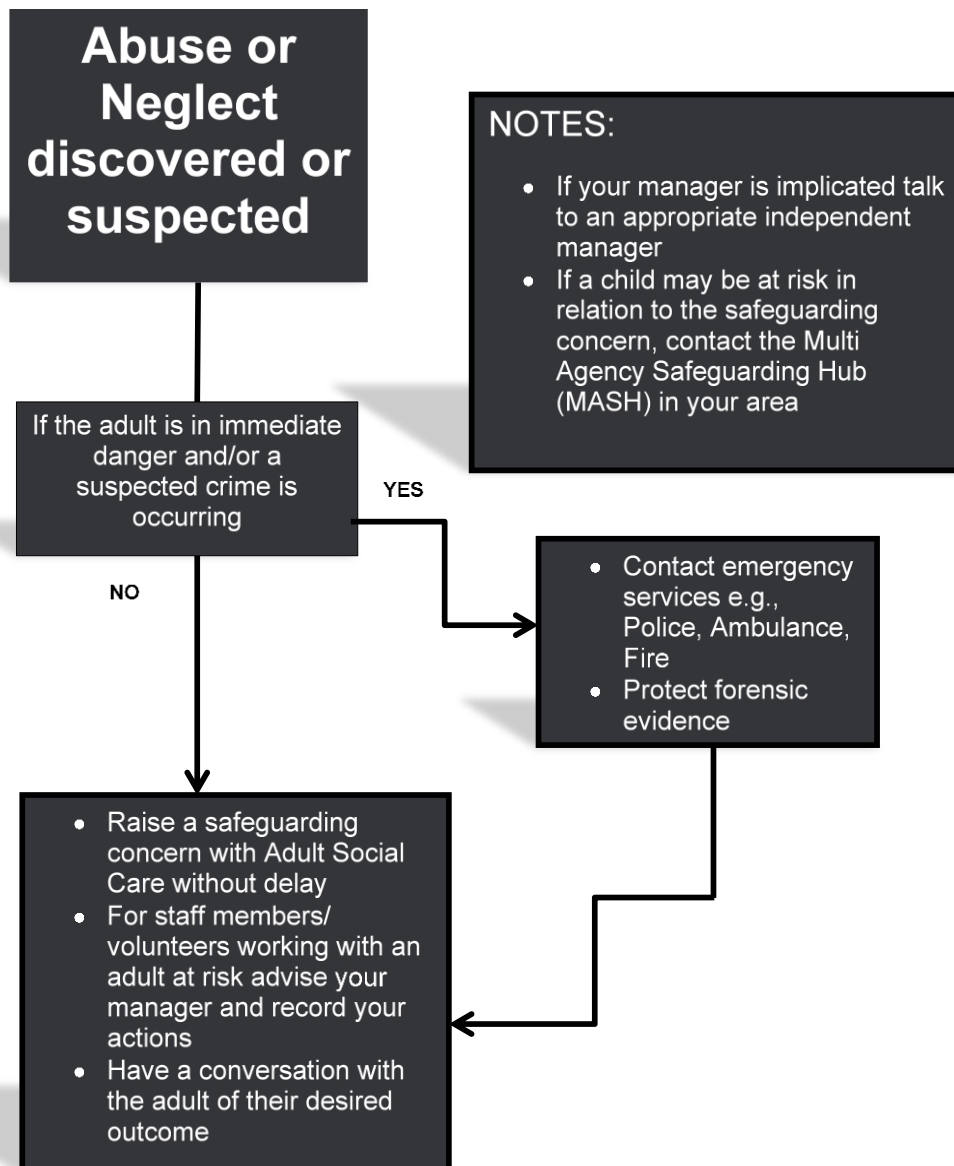 Abuse or
Neglect
discovered or
suspected
NOTES:
• If your manager is implicated talk
to an appropriate independent
manager
• If a child may be at risk in
relation to the safeguarding
concern, contact the Multi
Agency Safeguarding Hub
(MASH) in your area
If the adult is in immediate
danger and/or a
suspected crime is
occurring
YES
NO
• Contact emergency
services e.g.,
Police, Ambulance,
Fire
• Protect forensic
evidence
• Raise a safeguarding
concern with Adult Social
Care without delay
• For staff members/
volunteers working with an
adult at risk advise your
manager and record your
actions
• Have a conversation with
the adult of their desired
outcome